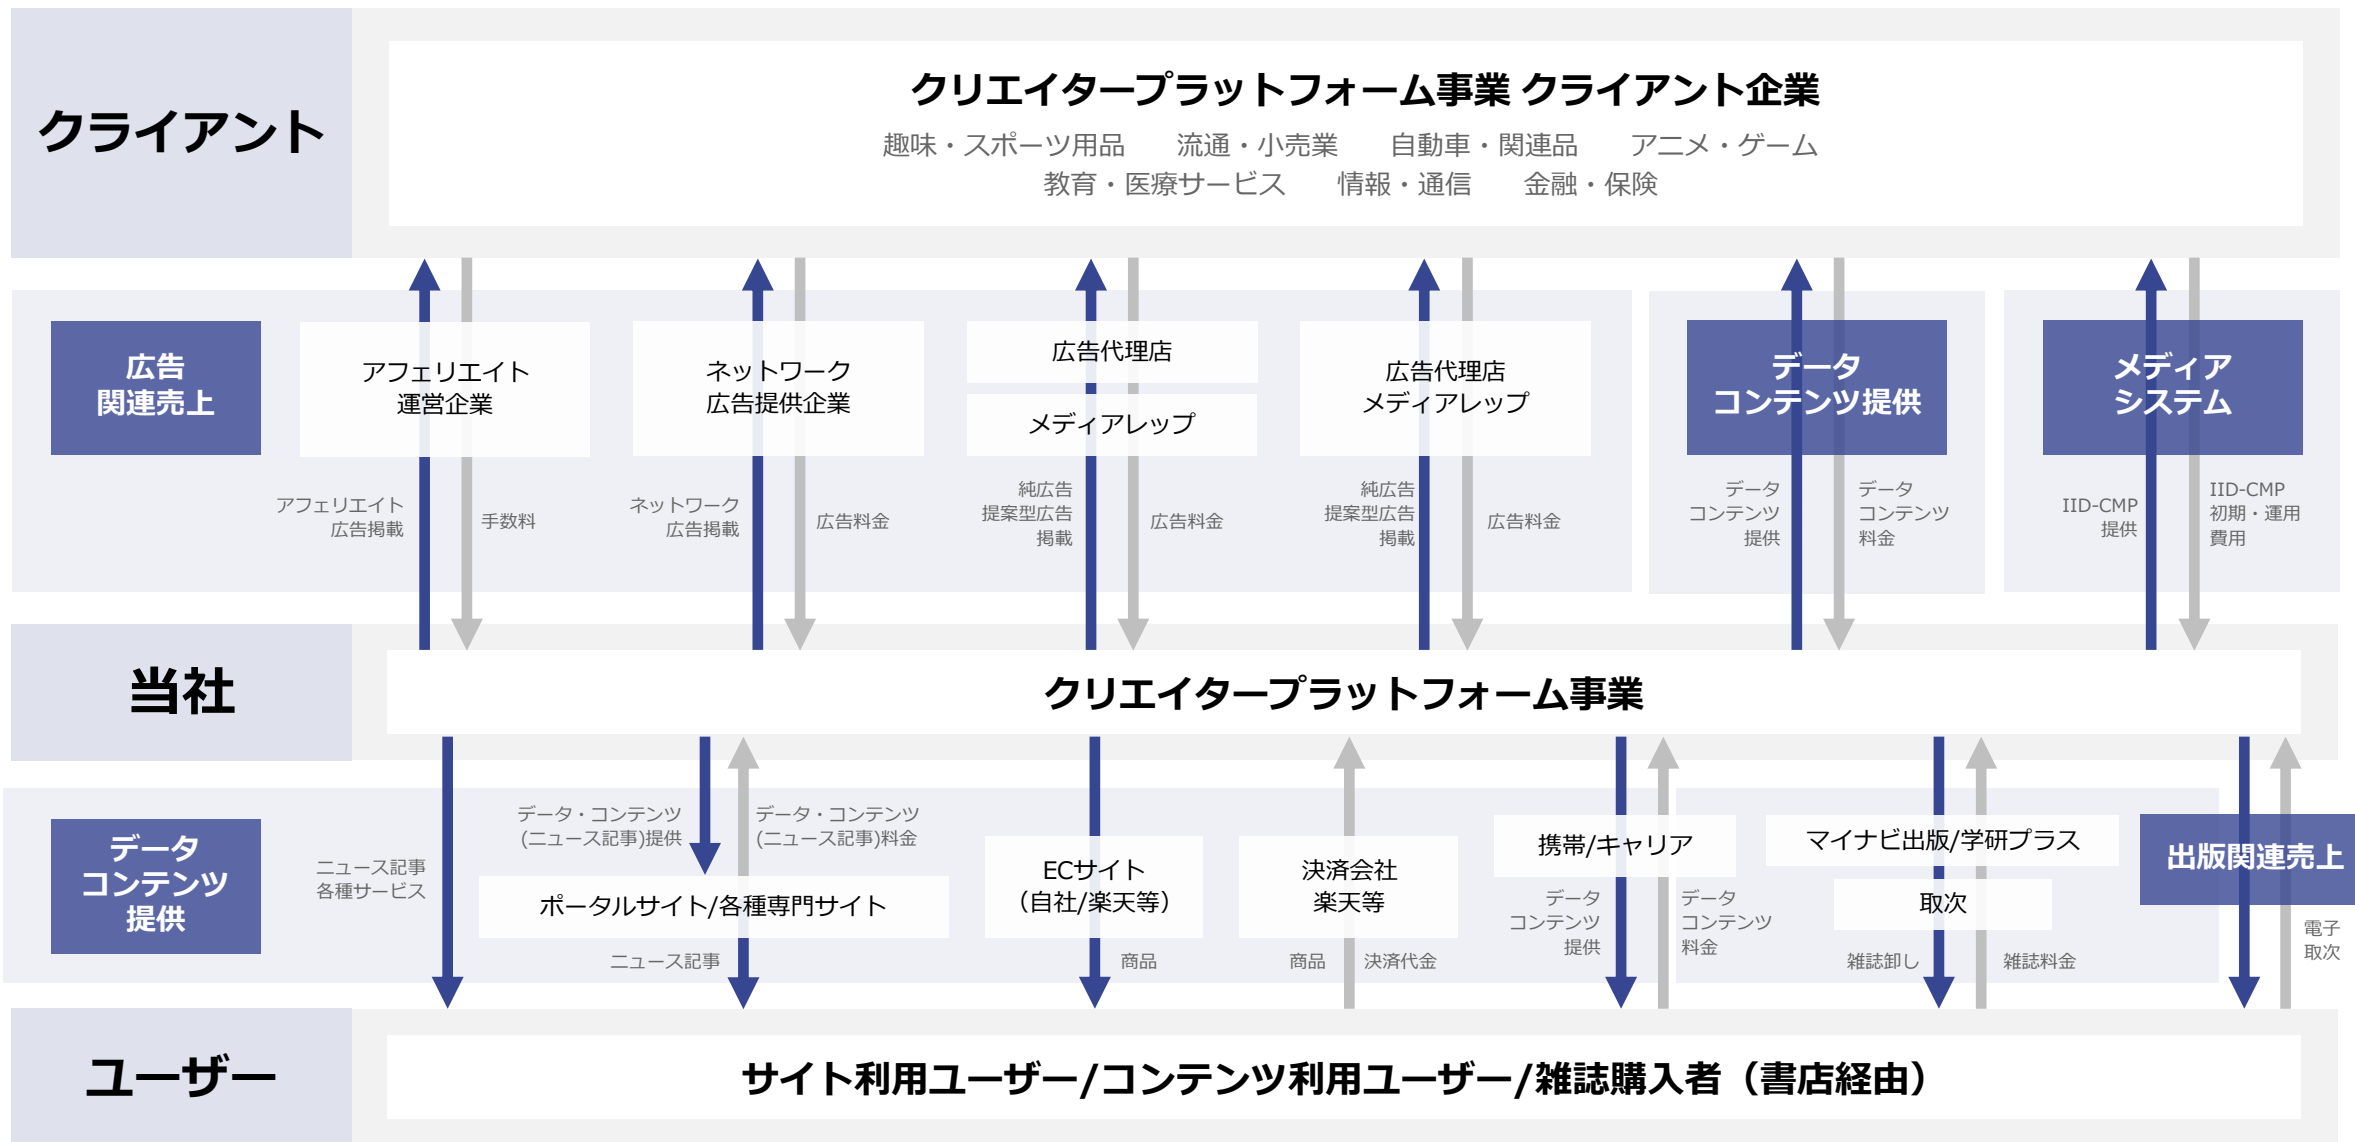 クライアント
クリエイタープラットフォーム事業 クライアント企業
趣味・スポーツ用品 流通・小売業 自動車・関連品 アニメ・ゲーム
教育・医療サービス 情報・通信 金融・保険
広告
関連売上
アフェリエイト
運営企業
ネットワーク
広告提供企業
広告代理店
メディアレップ
広告代理店
メディアレップ
データ
コンテンツ提供
メディア
システム
アフェリエイト
広告掲載
手数料
ネットワーク
広告掲載
広告料金
純広告
提案型広告
掲載
広告料金
純広告
提案型広告
掲載
広告料金
データ
コンテンツ
提供
データ
コンテンツ
料金
IID-CMP
提供
IID-CMP
初期・運用
費用
当社
クリエイタープラットフォーム事業
データ
コンテンツ
提供
ニュース記事
各種サービス
データ・コンテンツ
(ニュース記事)提供
データ・コンテンツ
(ニュース記事)料金
ポータルサイト/各種専門サイト
ニュース記事
ECサイト
（自社/楽天等）
商品
決済会社
楽天等
商品
決済代金
携帯/キャリア
データ
コンテンツ
提供
データ
コンテンツ
料金
マイナビ出版/学研プラス
取次
雑誌卸し
雑誌料金
出版関連売上
電子
取次
ユーザー
サイト利用ユーザー/コンテンツ利用ユーザー/雑誌購入者（書店経由）